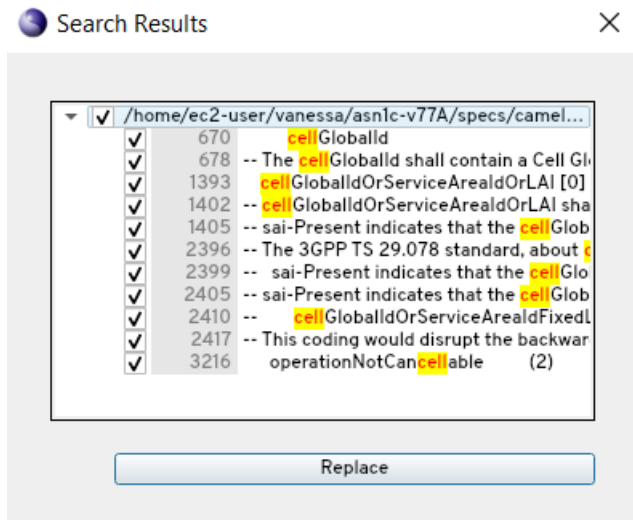 Search Results
/home/ec2-user/vanessa/asn1c-v77A/specs/camel...
670 cellGlobalId
678 -- The cellGlobalId shall contain a Cell Gl
1393 cellGlobalIdOrServiceAreaIdOrLAI [0]
1402 -- cellGlobalIdOrServiceAreaIdOrLAI sha
1405 -- sai-Present indicates that the cellGlob
2396 -- The 3GPP TS 29.078 standard, about c
2399 -- sai-Present indicates that the cellGlo
2405 -- sai-Present indicates that the cellGlob
2410 -- cellGlobalIdOrServiceAreaIdFixedL
2417 -- This coding would disrupt the backwar
3216 operationNotCancellable (2)
Replace